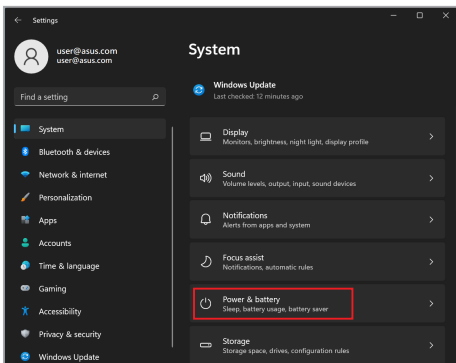 Settings
user@asus.com
user@asus.com
Find a setting
System
Bluetooth & devices
Network & internet
Personalization
Apps
Accounts
Time & language
Gaming
Accessibility
Privacy & security
Windows Update
System
Windows Update
Last checked: 12 minutes ago
Display
Monitors, brightness, night light, display profile
Sound
Volume levels, output, input, sound devices
Notifications
Alerts from apps and system
Focus assist
Notifications, automatic rules
Power & battery
Sleep, battery usage, battery saver
Storage
Storage space, drives, configuration rules